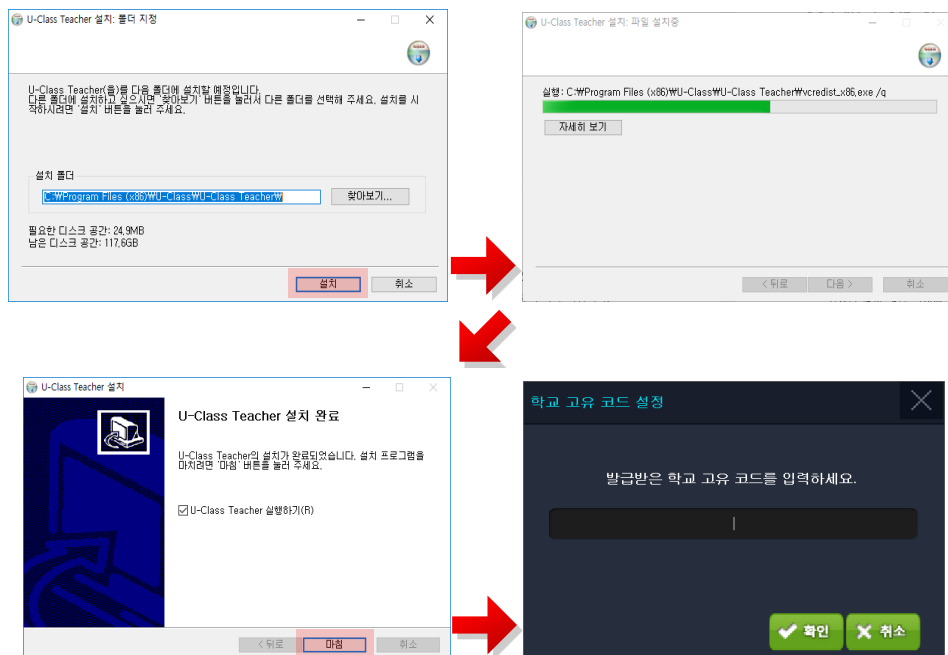 U-Class Teacher 설치: 폴더 지정
U-Class Teacher(을)를 다음 폴더에 설치할 예정입니다.
다른 폴더에 설치하고 싶으시면 '찾아보기' 버튼을 눌러서 다른 폴더를 선택해 주세요. 설치를 시
작하시려면 '설치' 버튼을 눌러 주세요.
설치 폴더
C:₩Program Files (x86)₩U-Class₩U-Class Teacher₩
찾아보기...
필요한 디스크 공간: 24.9MB
남은 디스크 공간: 117.6GB
설치
취소
U-Class Teacher 설치: 파일 설치중
실행: C:₩Program Files (x86)₩U-Class₩U-Class Teacher₩vcredist_x86.exe /q
자세히 보기
< 뒤로
다음 >
취소
U-Class Teacher 설치
U-Class Teacher 설치 완료
U-Class Teacher의 설치가 완료되었습니다. 설치 프로그램을
마치려면 '마침' 버튼을 눌러 주세요.
U-Class Teacher 실행하기(R)
< 뒤로
마침
취소
학교 고유 코드 설정
발급받은 학교 고유 코드를 입력하세요.
확인
취소